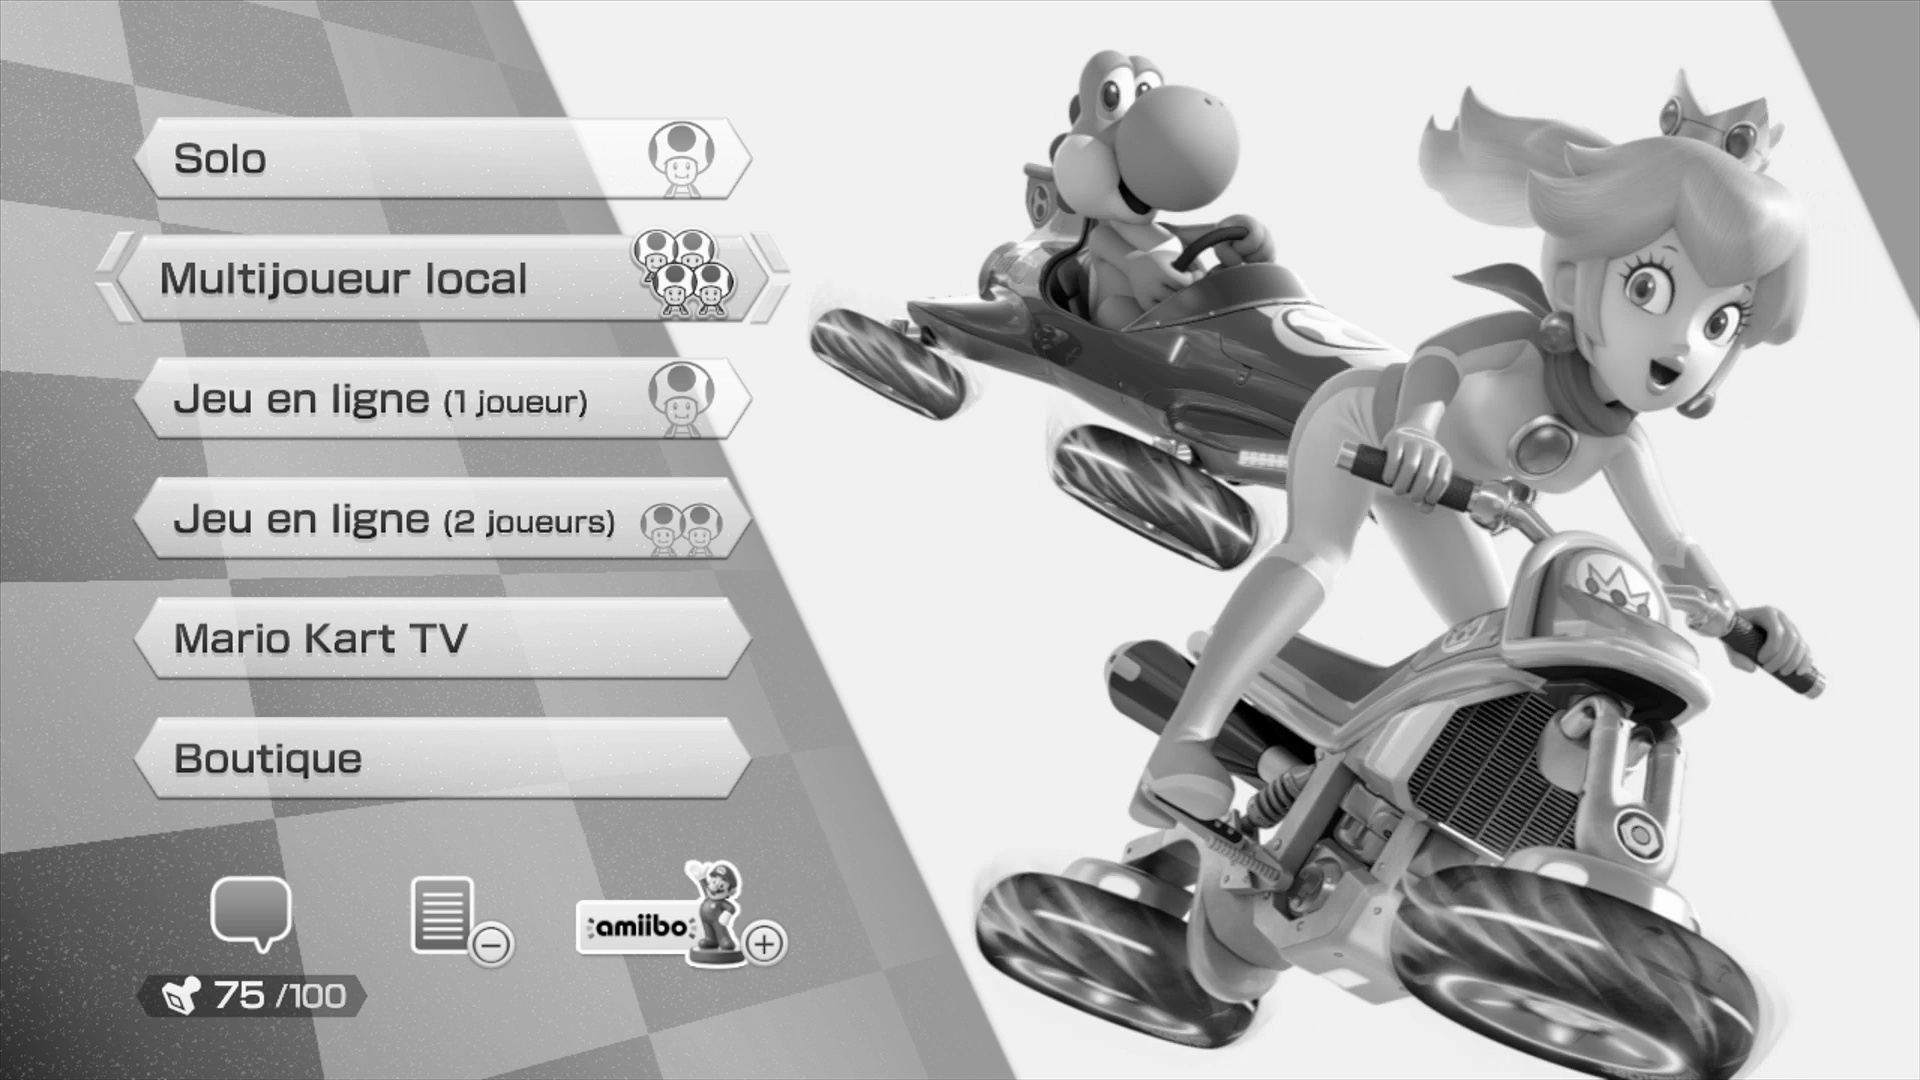 Solo
Multijoueur local
Jeu en ligne (1 joueur)
Jeu en ligne (2 joueurs)
Mario Kart TV
Boutique
amiibo
75 /100